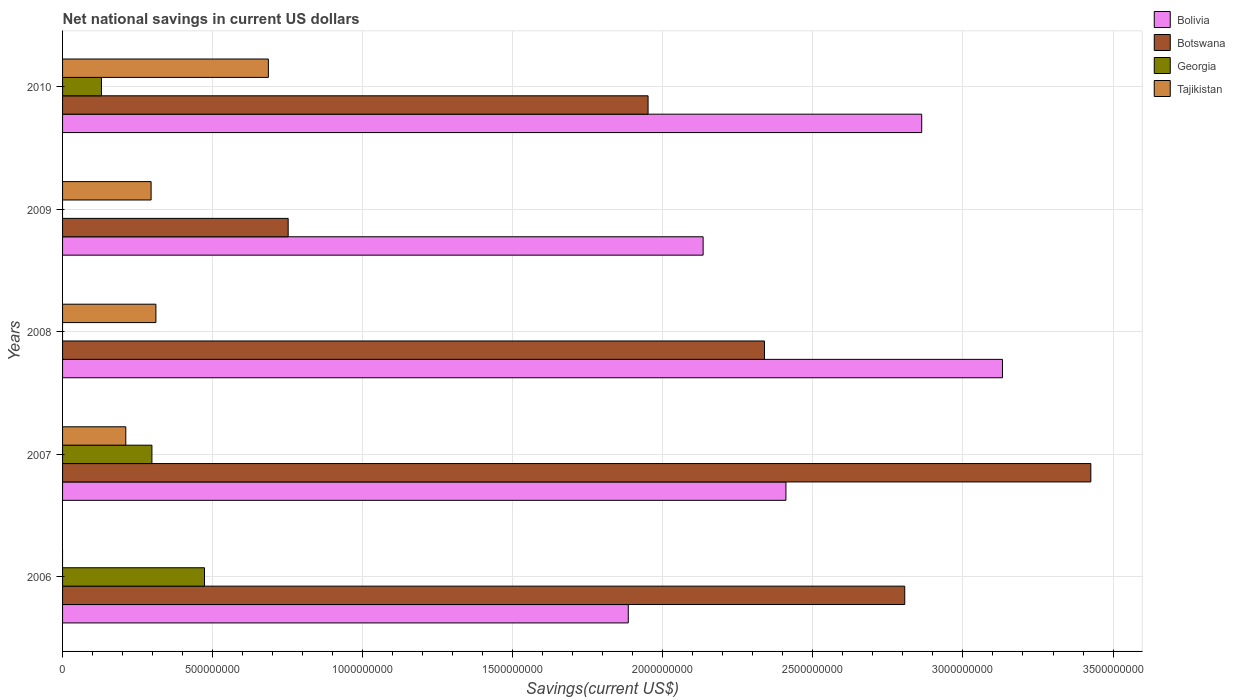 Net national savings in current US dollars
Bolivia
Botswana
Georgia
Tajikistan
Years
2010
2009
2008
2007
2006
0
500000000
1000000000
1500000000
2000000000
2500000000
3000000000
3500000000
Savings(current US$)